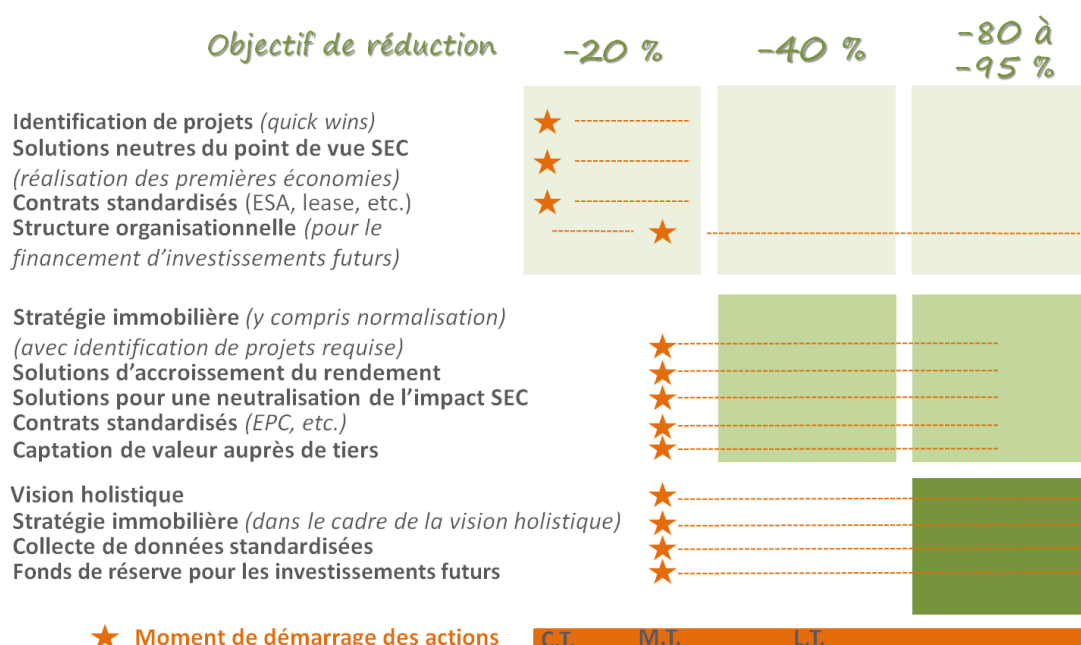 Objectif de réduction
-20 %
-40 %
-80 à
-95 %
Identification de projets (quick wins)
Solutions neutres du point de vue SEC
(réalisation des premières économies)
Contrats standardisés (ESA, lease, etc.)
Structure organisationnelle (pour le
financement d’investissements futurs)
Stratégie immobilière (y compris normalisation)
(avec identification de projets requise)
Solutions d’accroissement du rendement
Solutions pour une neutralisation de l’impact SEC
Contrats standardisés (EPC, etc.)
Captation de valeur auprès de tiers
Vision holistique
Stratégie immobilière (dans le cadre de la vision holistique)
Collecte de données standardisées
Fonds de réserve pour les investissements futurs
Moment de démarrage des actions
C.T.
M.T.
L.T.